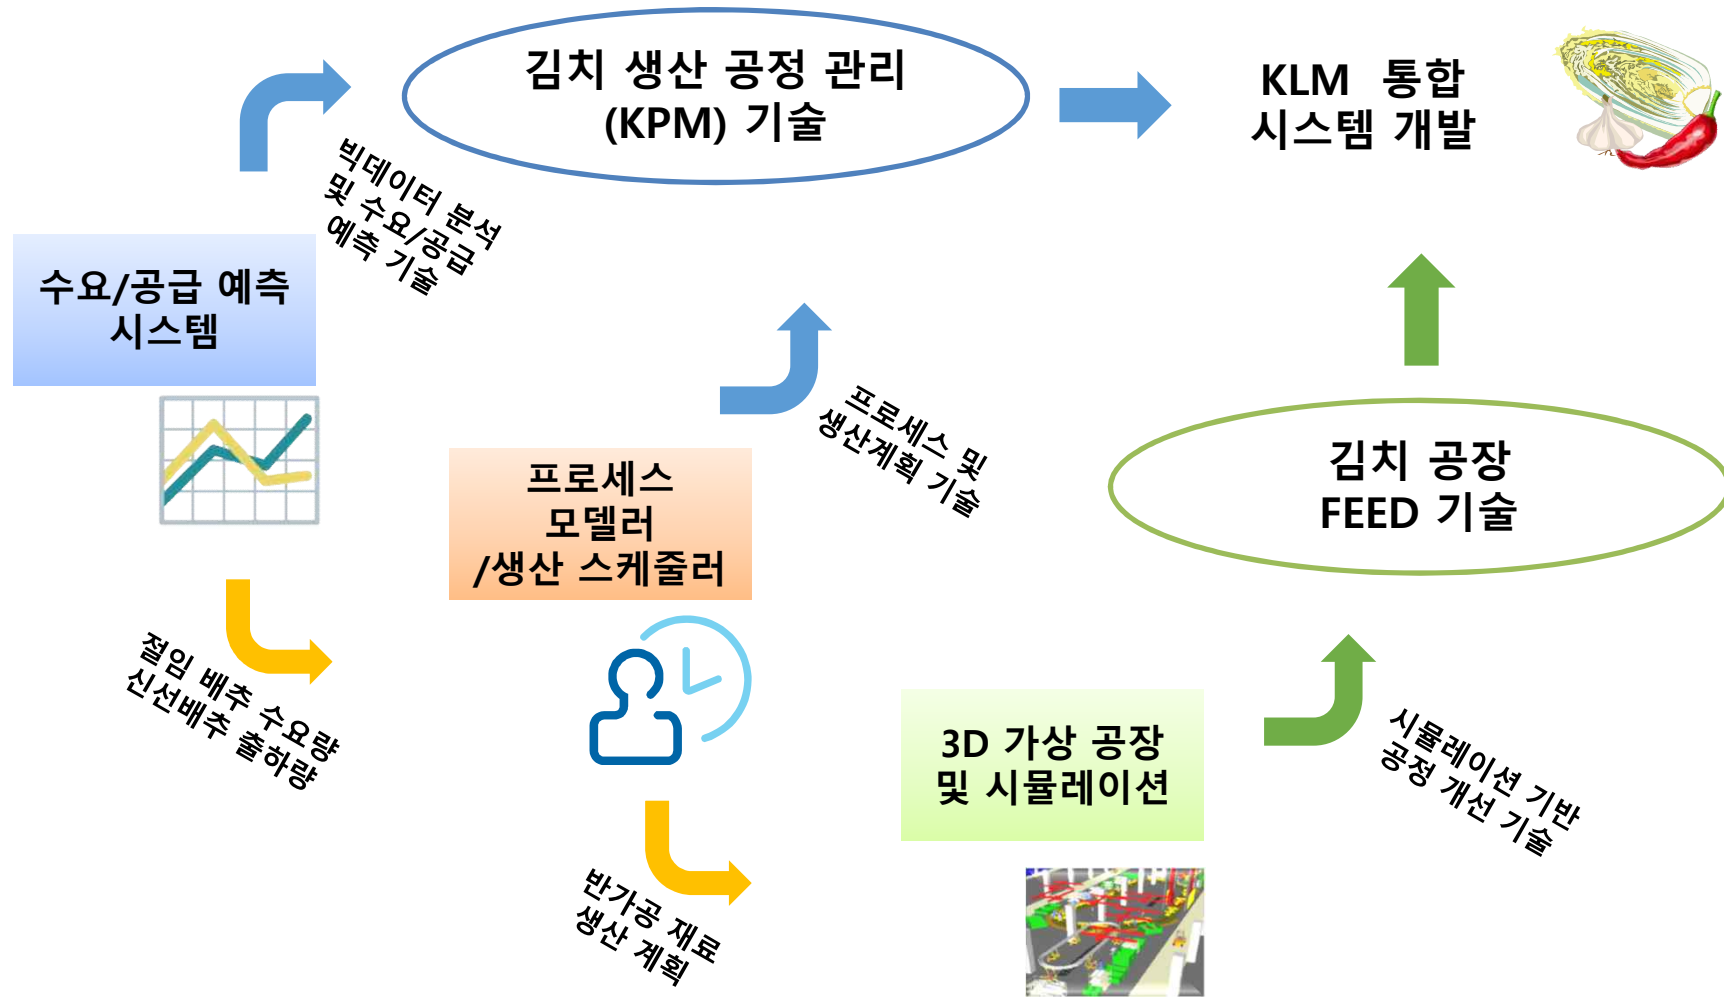 김치 생산 공정 관리
(KPM) 기술
KLM 통합
시스템 개발
빅데이터 분석
및 수요/공급
예측 기술
수요/공급 예측
시스템
프로세스 및
생산계획 기술
프로세스
모델러
/생산 스케줄러
김치 공장
FEED 기술
절임 배추 수요량
신선배추 출하량
3D 가상 공장
및 시뮬레이션
시뮬레이션 기반
공정 개선 기술
반가공 재료
생산 계획